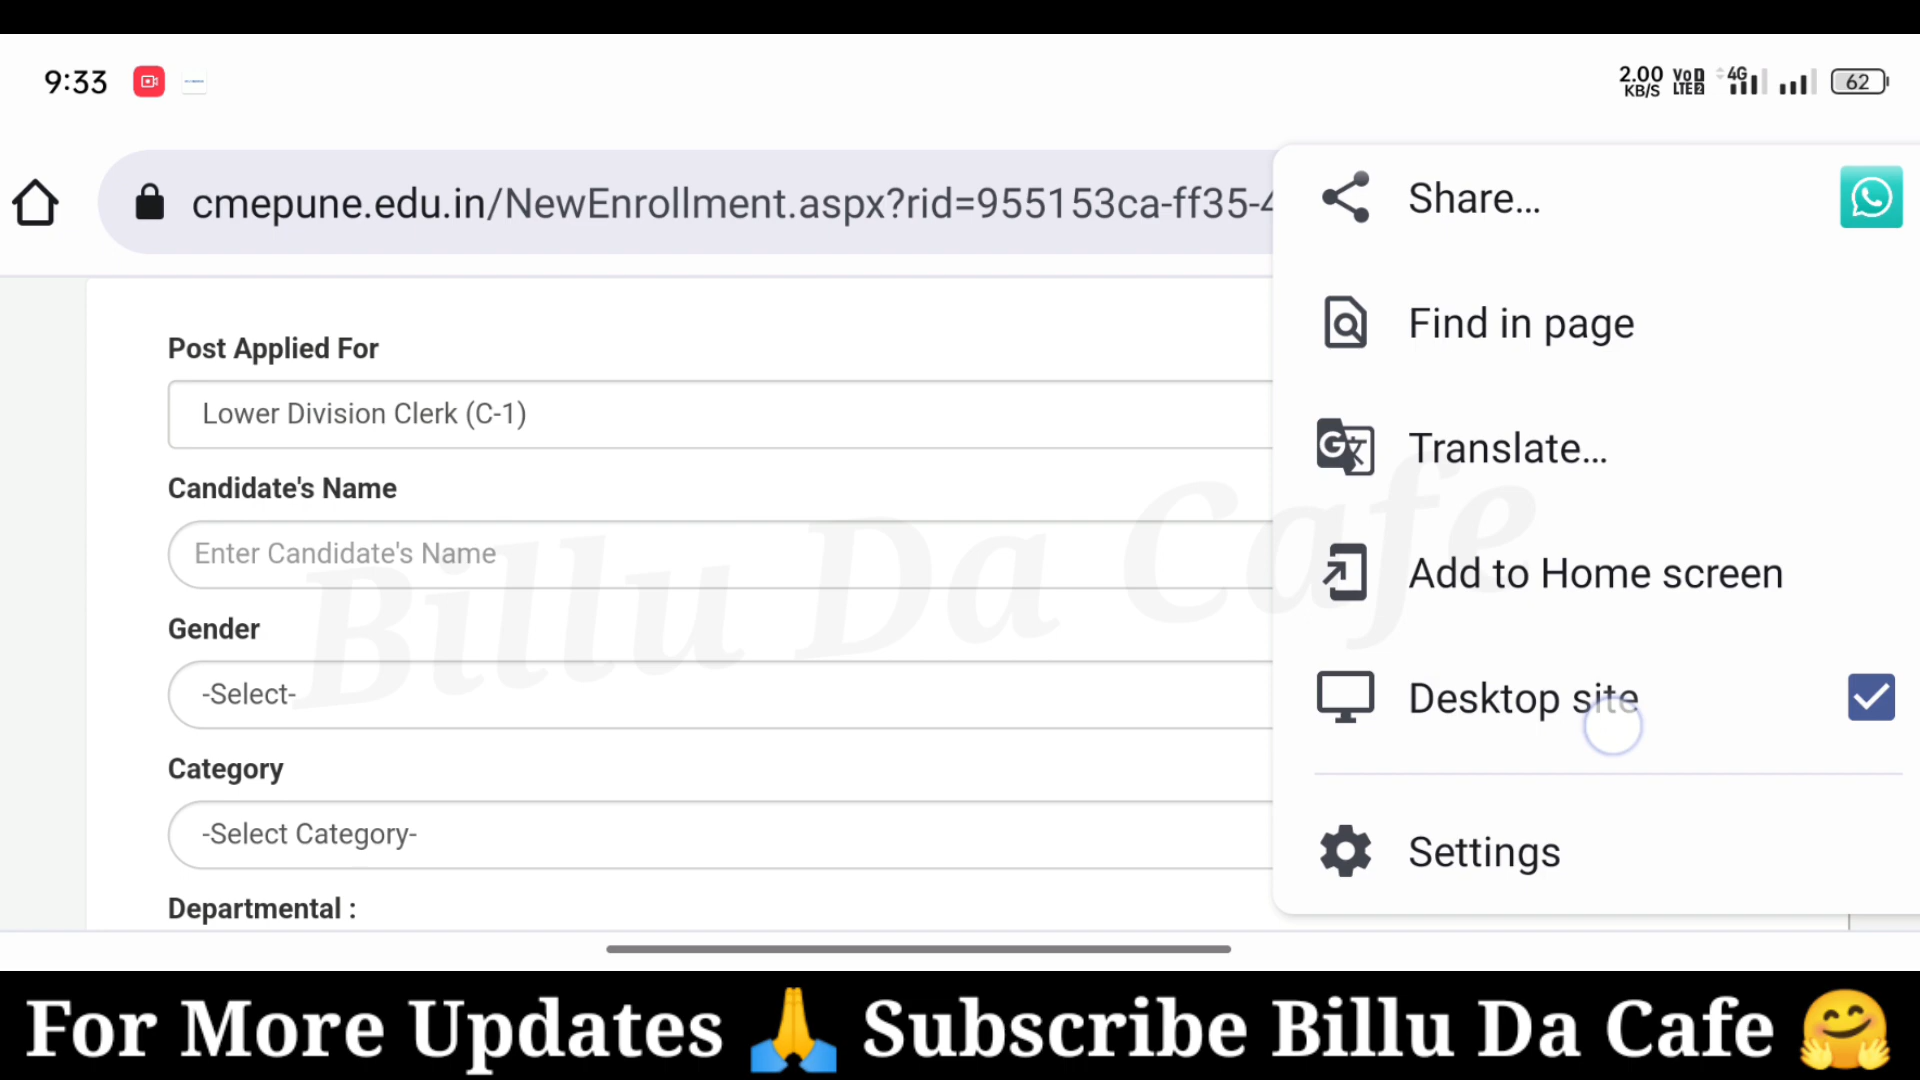 9:33
2.00 KB/S VoD LTE2 4G 62
cmepune.edu.in/NewEnrollment.aspx?rid=955153ca-ff35-4
Share...
Find in page
Translate...
Add to Home screen
Desktop site
Settings
Post Applied For
Lower Division Clerk (C-1)
Candidate's Name
Enter Candidate's Name
Gender
-Select-
Category
-Select Category-
Departmental :
Billu Da Cafe
For More Updates 🙏 Subscribe Billu Da Cafe 🤗